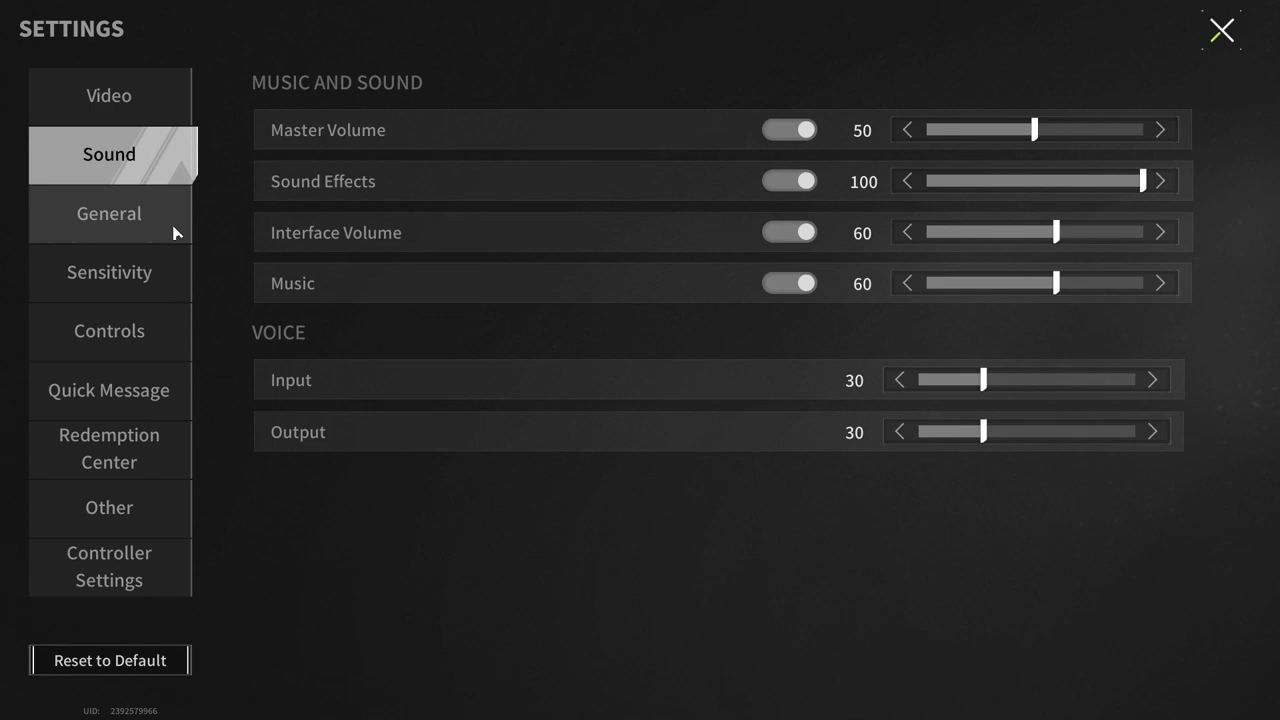 SETTINGS
Video
Sound
General
Sensitivity
Controls
Quick Message
Redemption
Center
Other
Controller
Settings
Reset to Default
UID: 2392579966
MUSIC AND SOUND
Master Volume 50
Sound Effects 100
Interface Volume 60
Music 60
VOICE
Input 30
Output 30